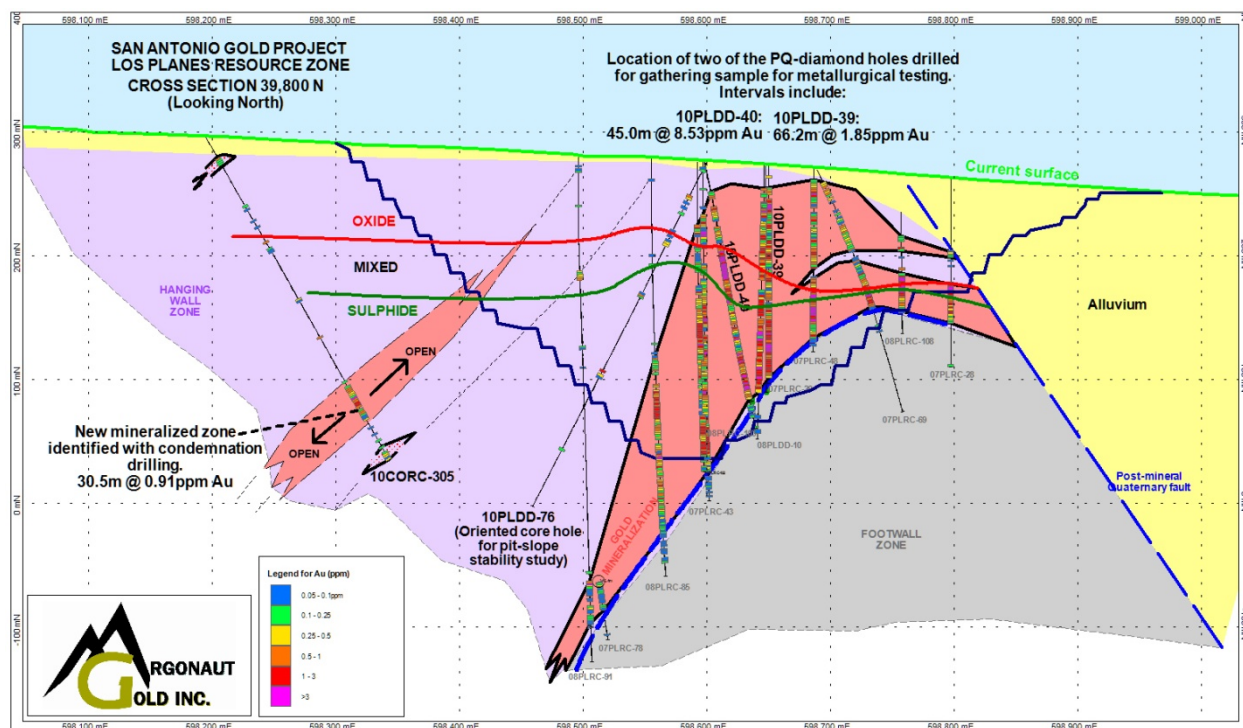 598,100 mE 598,200 mE 598,300 mE 598,400 mE 598,500 mE 598,600 mE 598,700 mE 598,800 mE 598,900 mE 599,000 mE
SAN ANTONIO GOLD PROJECT
LOS PLANES RESOURCE ZONE
CROSS SECTION 39,800 N
(Looking North)
Location of two of the PQ-diamond holes drilled
for gathering sample for metallurgical testing.
Intervals include:
10PLDD-40: 10PLDD-39:
45.0m @ 8.53ppm Au 66.2m @ 1.85ppm Au
300 mN
Current surface
OXIDE
10PLDD-39
10PLDD-40
200 mN
MIXED
HANGING-
WALL
ZONE
SULPHIDE
Alluvium
OPEN
08PLRC-108
07PLRC-48
07PLRC-28
100 mN
07PLRC-69
New mineralized zone
identified with condemnation
drilling.
30.5m @ 0.91ppm Au
OPEN
08PLDD-10
10CORC-305
Post-mineral
Quaternary fault
0 mN
07PLRC-43
10PLDD-76
(Oriented core hole
for pit-slope
stability study)
GOLD
MINERALIZATION
FOOTWALL
ZONE
08PLRC-85
Legend for Au (ppm)
0.05 - 0.1ppm
0.1 - 0.25
0.25 - 0.5
0.5 - 1
1 - 3
>3
-100 mN
07PLRC-78
08PLRC-91
ARGONAUT
GOLD INC.
598,100 mE 598,200 mE 598,300 mE 598,400 mE 598,500 mE 598,600 mE 598,700 mE 598,800 mE 598,900 mE 599,000 mE